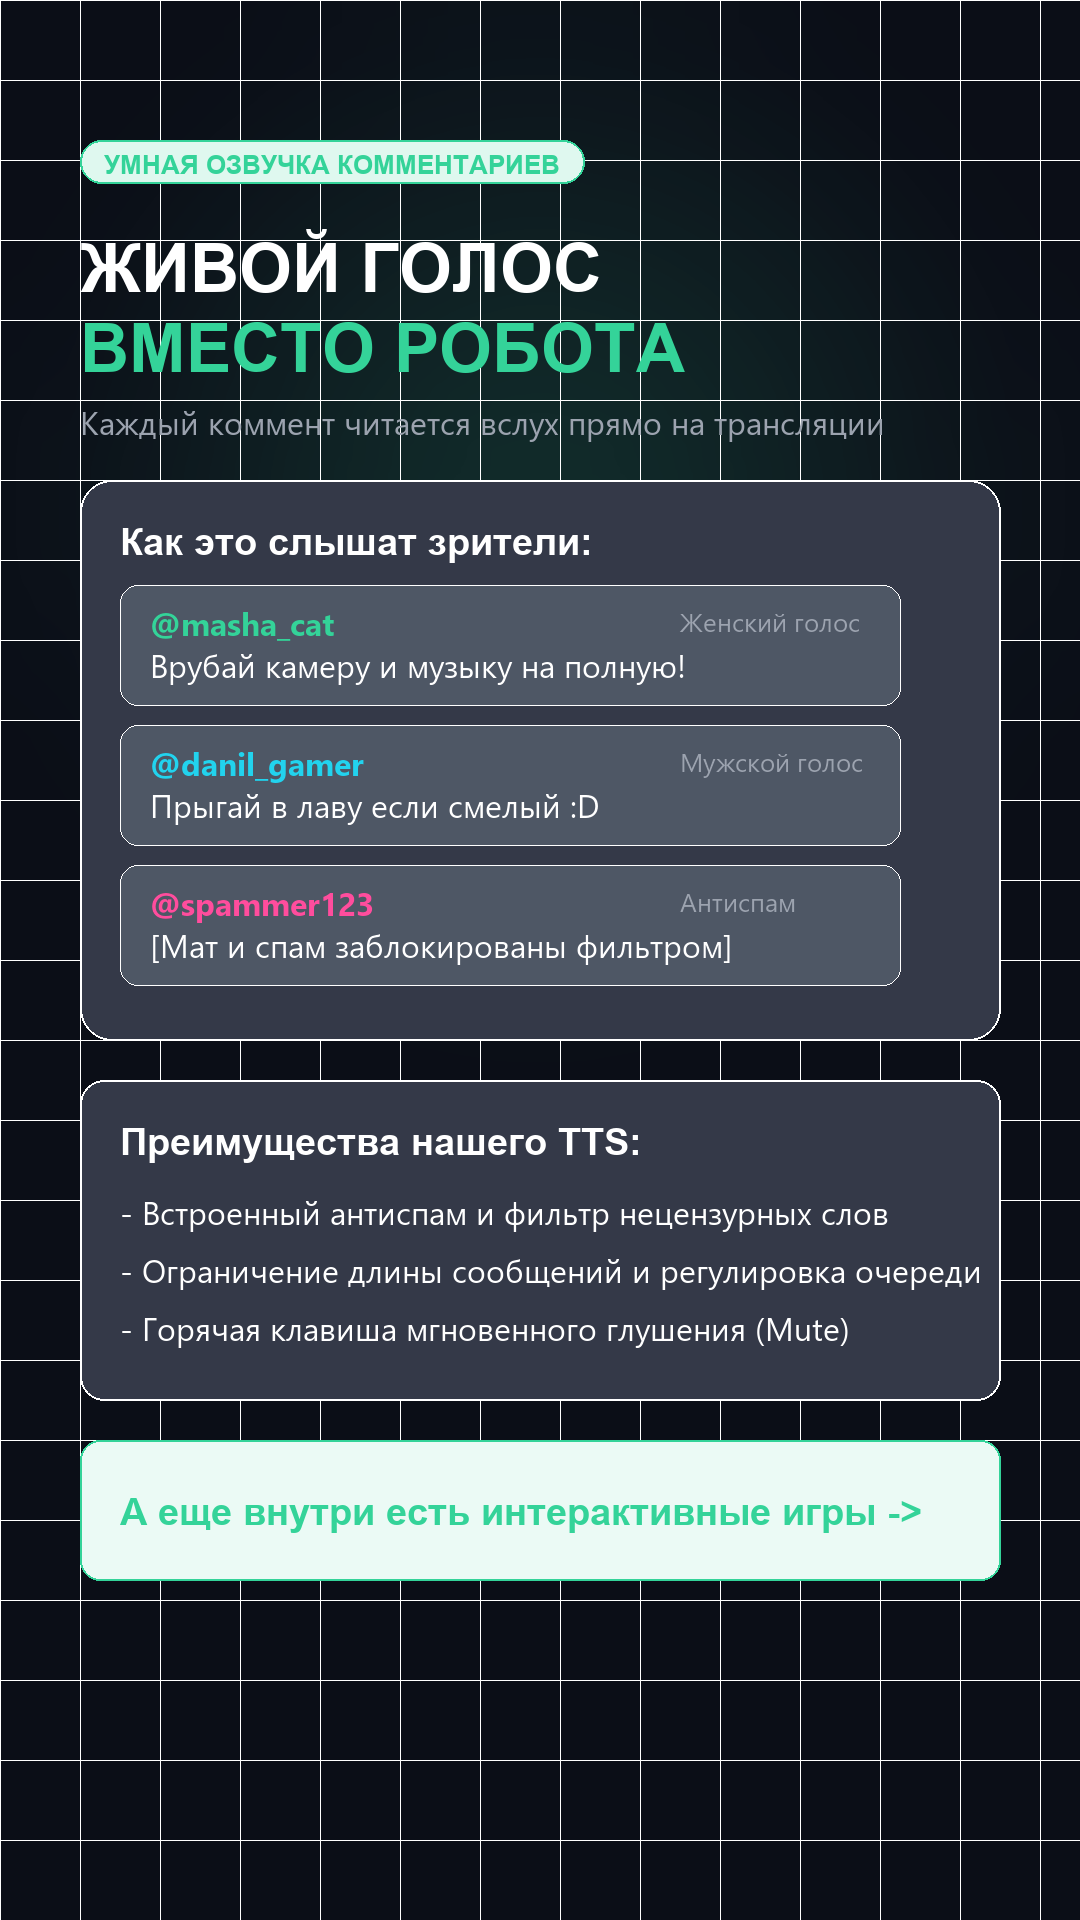 УМНАЯ ОЗВУЧКА КОММЕНТАРИЕВ
ЖИВОЙ ГОЛОС
ВМЕСТО РОБОТА
Каждый коммент читается вслух прямо на трансляции
Как это слышат зрители:
@masha_cat Женский голос
Врубай камеру и музыку на полную!
@danil_gamer Мужской голос
Прыгай в лаву если смелый :D
@spammer123 Антиспам
[Мат и спам заблокированы фильтром]
Преимущества нашего TTS:
- Встроенный антиспам и фильтр нецензурных слов
- Ограничение длины сообщений и регулировка очереди
- Горячая клавиша мгновенного глушения (Mute)
А еще внутри есть интерактивные игры ->